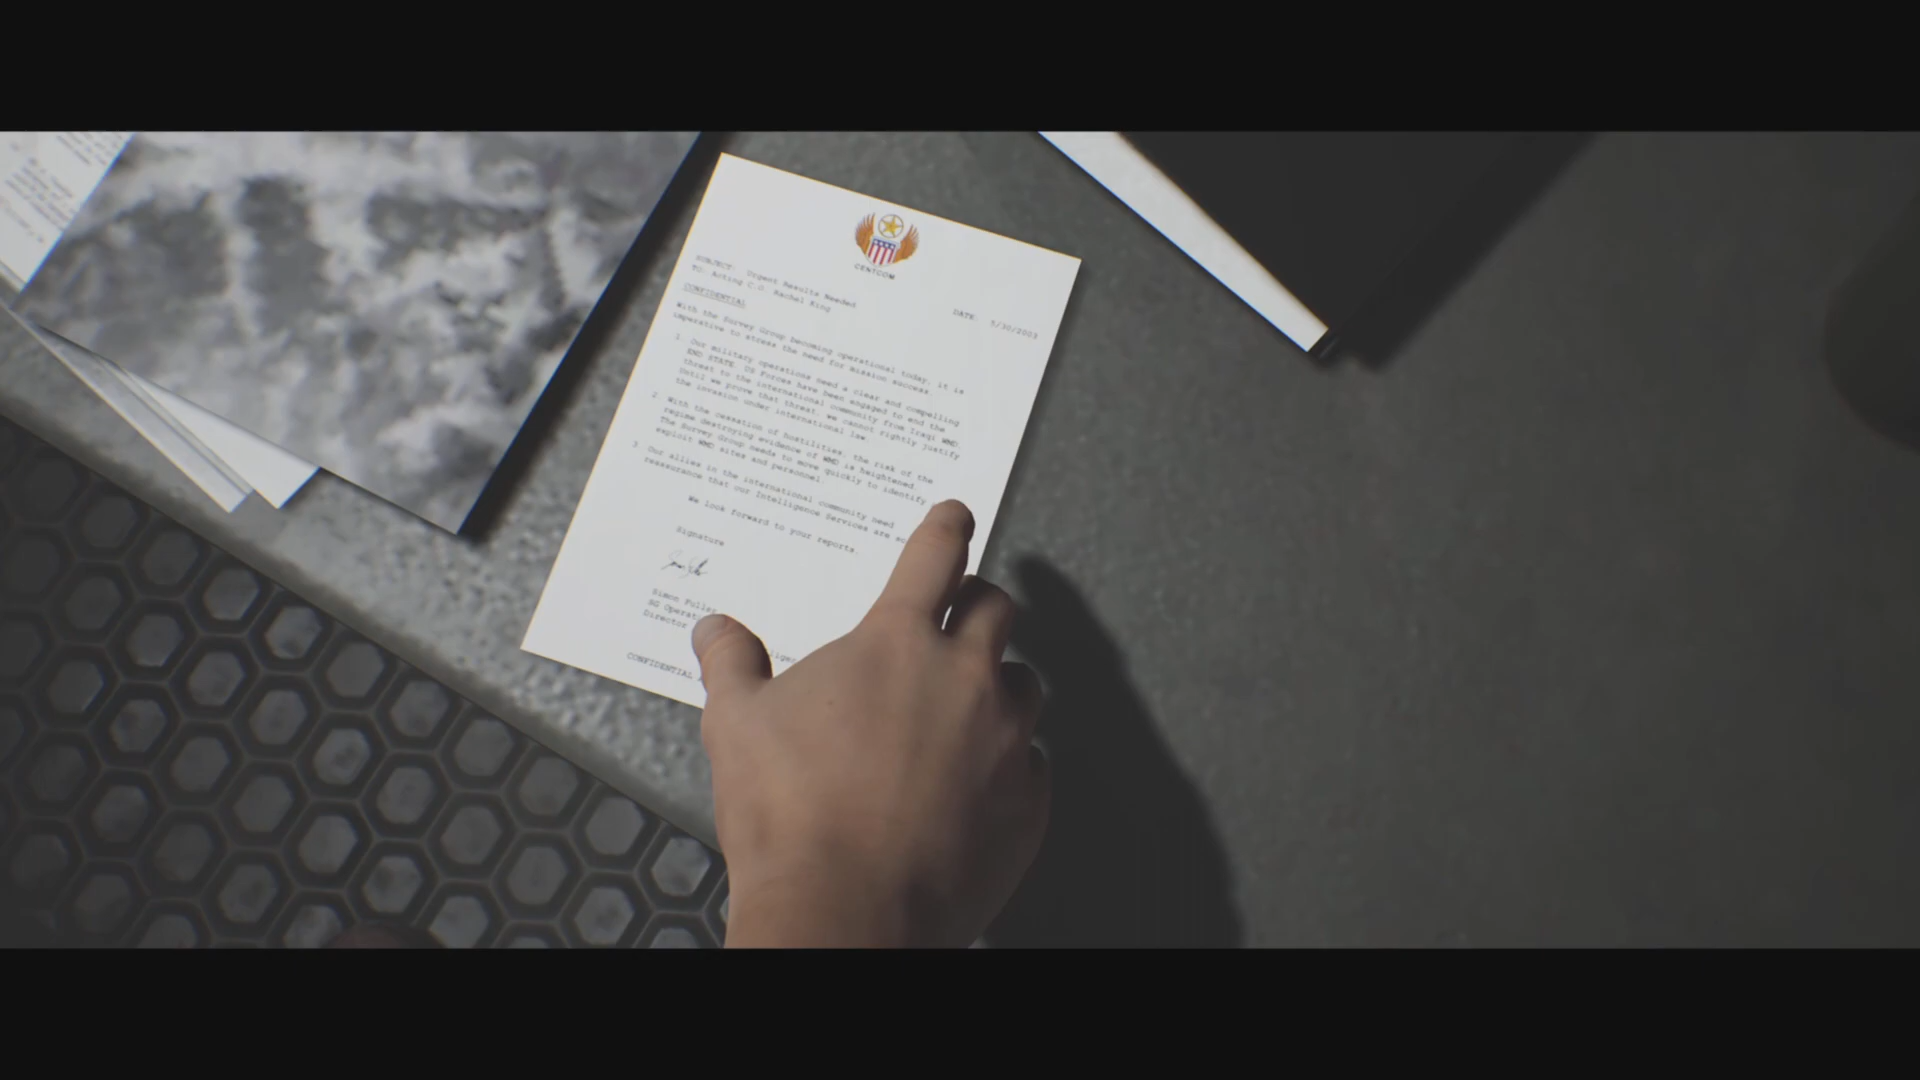 CENTCOM
SUBJECT: Urgent Results Needed
TO: Acting C.O. Rachel King
DATE: 5/30/2003
CONFIDENTIAL
With the Survey Group becoming operational today, it is
imperative to stress the need for mission success.
1. Our military operations need a clear and compelling
END STATE. US Forces have been engaged to end the
threat to the international community from Iraqi WMD.
Until we prove that threat, we cannot rightly justify
the invasion under international law.
2. With the cessation of hostilities, the risk of the
regime destroying evidence of WMD is heightened.
The Survey Group needs to move quickly to identify
exploit WMD sites and personnel.
3. Our allies in the international community need
reassurance that our Intelligence Services are
We look forward to your reports.
Signature
Simon
SG
Director
CONFIDENTIAL